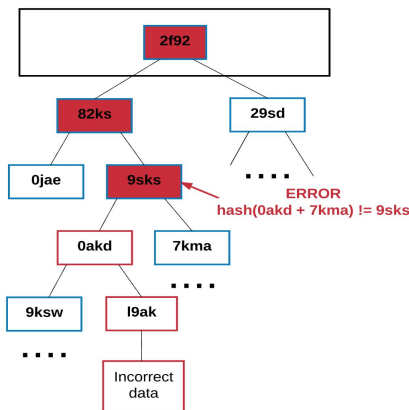 2f92
82ks
29sd
0jae
9sks
ERROR
hash(0akd + 7kma) != 9sks
0akd
7kma
9ksw
l9ak
Incorrect
data